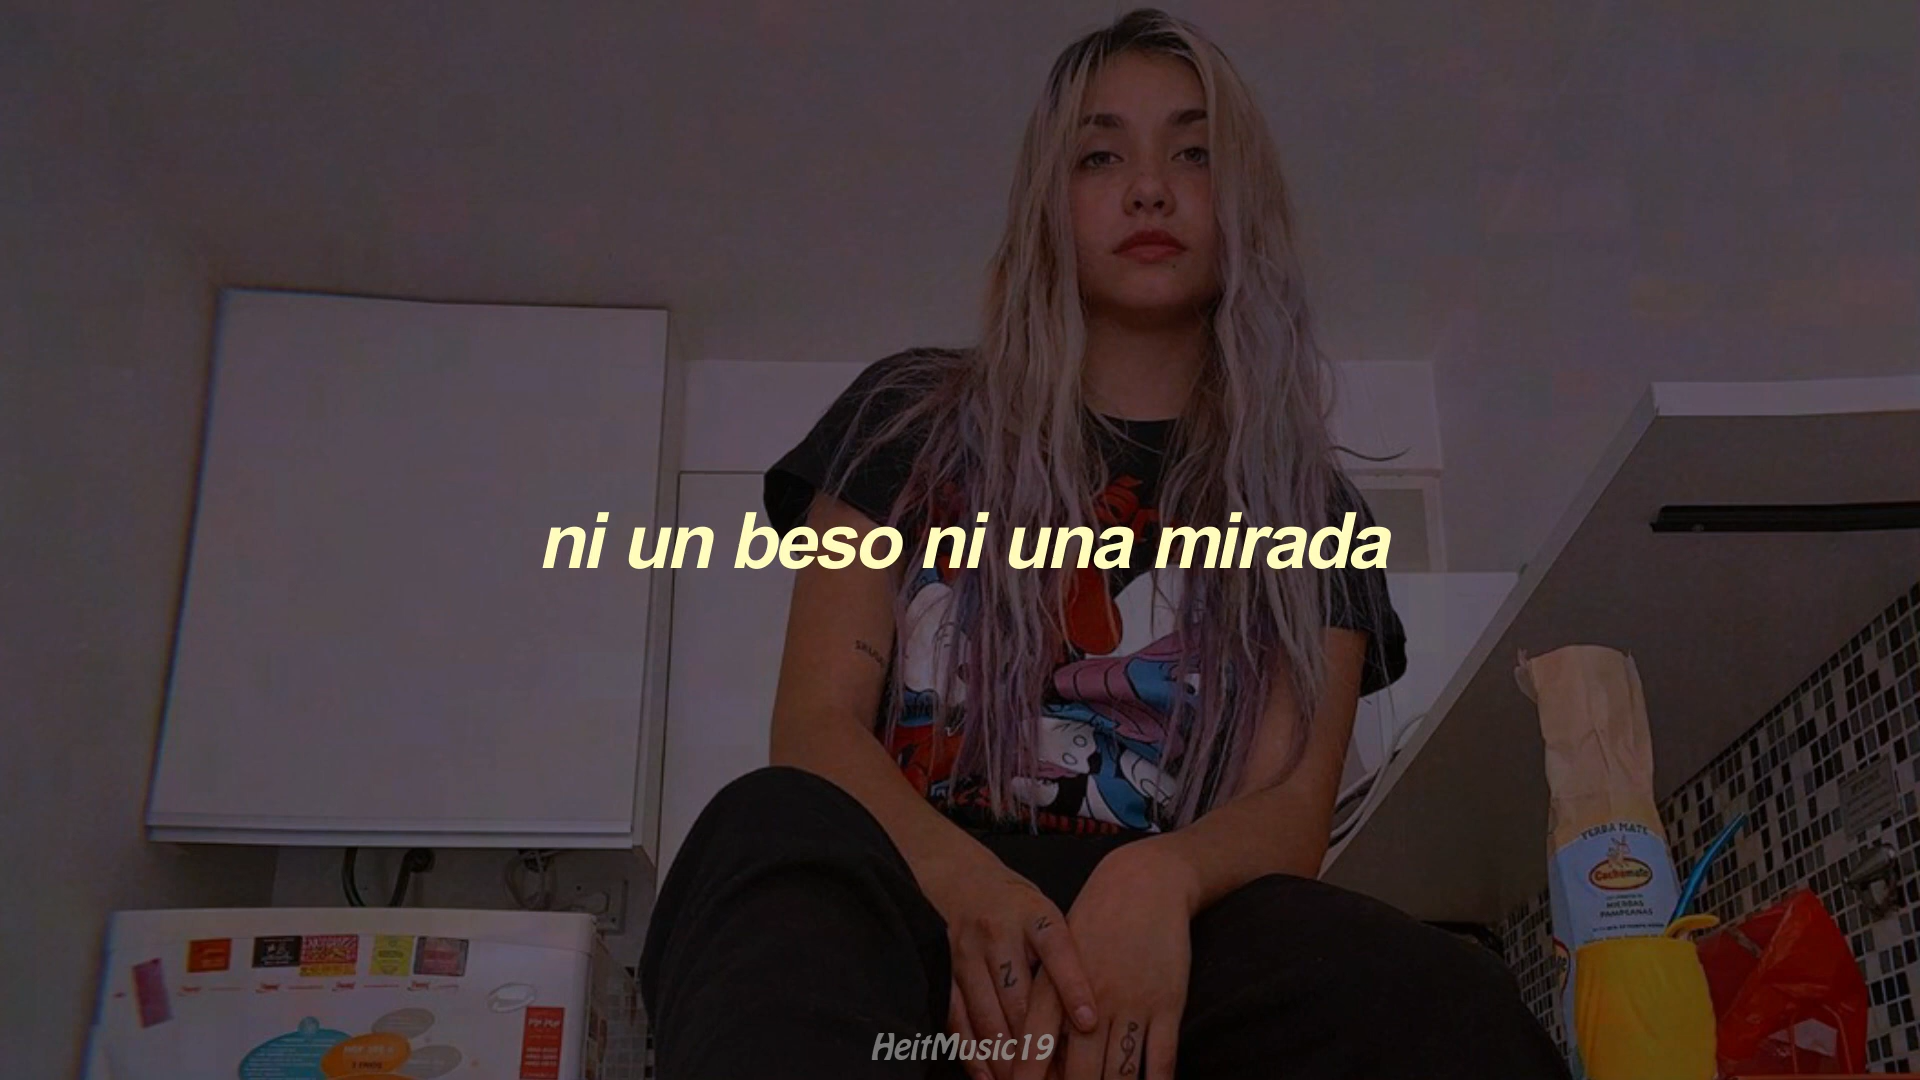 ni un beso ni una mirada
YERBA MATE
Cachamate
HIERBAS
PAMPEANAS
HeitMusic19